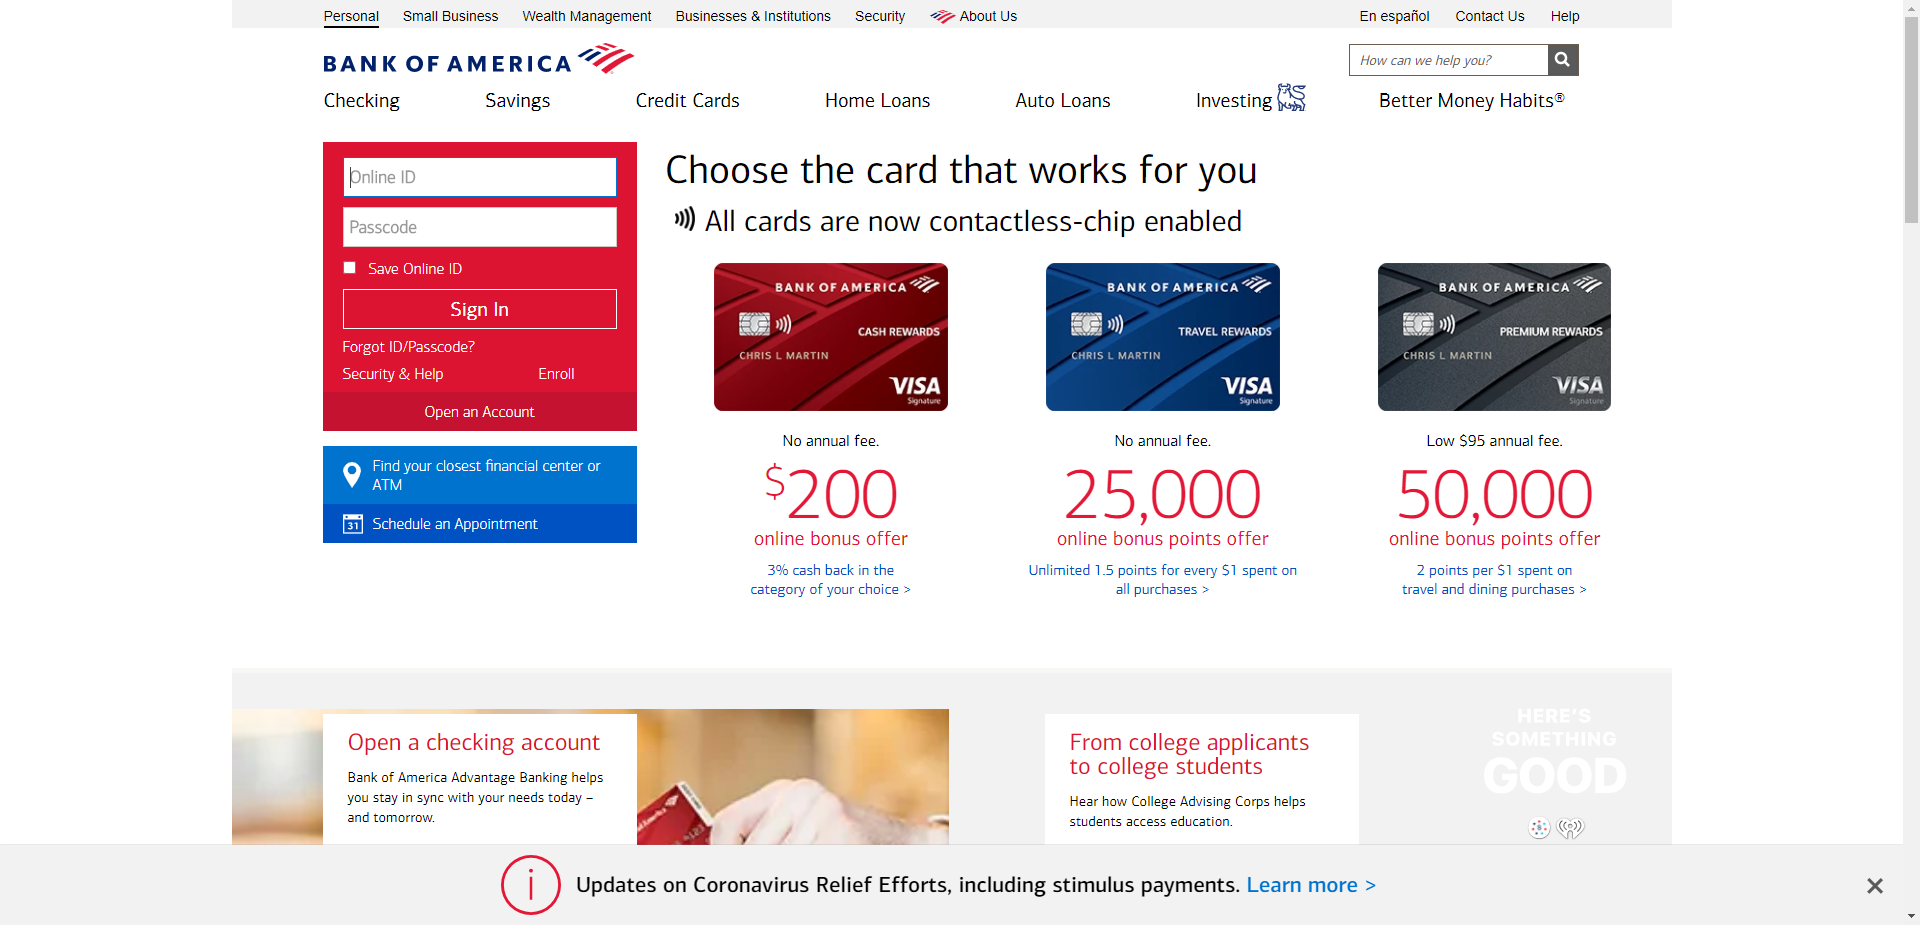 Personal
Small Business
Wealth Management
Businesses & Institutions
Security
About Us
En español
Contact Us
Help
BANK OF AMERICA
How can we help you?
Checking
Savings
Credit Cards
Home Loans
Auto Loans
Investing
Better Money Habits®
Online ID
Passcode
Save Online ID
Sign In
Forgot ID/Passcode?
Security & Help
Enroll
Open an Account
Find your closest financial center or
ATM
31
Schedule an Appointment
Choose the card that works for you
All cards are now contactless-chip enabled
BANK OF AMERICA
CASH REWARDS
CHRIS L MARTIN
VISA
Signature
No annual fee.
$200
online bonus offer
3% cash back in the
category of your choice >
BANK OF AMERICA
TRAVEL REWARDS
CHRIS L MARTIN
VISA
Signature
No annual fee.
25,000
online bonus points offer
Unlimited 1.5 points for every $1 spent on
all purchases >
BANK OF AMERICA
PREMIUM REWARDS
CHRIS L MARTIN
VISA
Signature
Low $95 annual fee.
50,000
online bonus points offer
2 points per $1 spent on
travel and dining purchases >
Open a checking account
Bank of America Advantage Banking helps
you stay in sync with your needs today –
and tomorrow.
From college applicants
to college students
Hear how College Advising Corps helps
students access education.
HERE'S
SOMETHING
GOOD
Updates on Coronavirus Relief Efforts, including stimulus payments. Learn more >